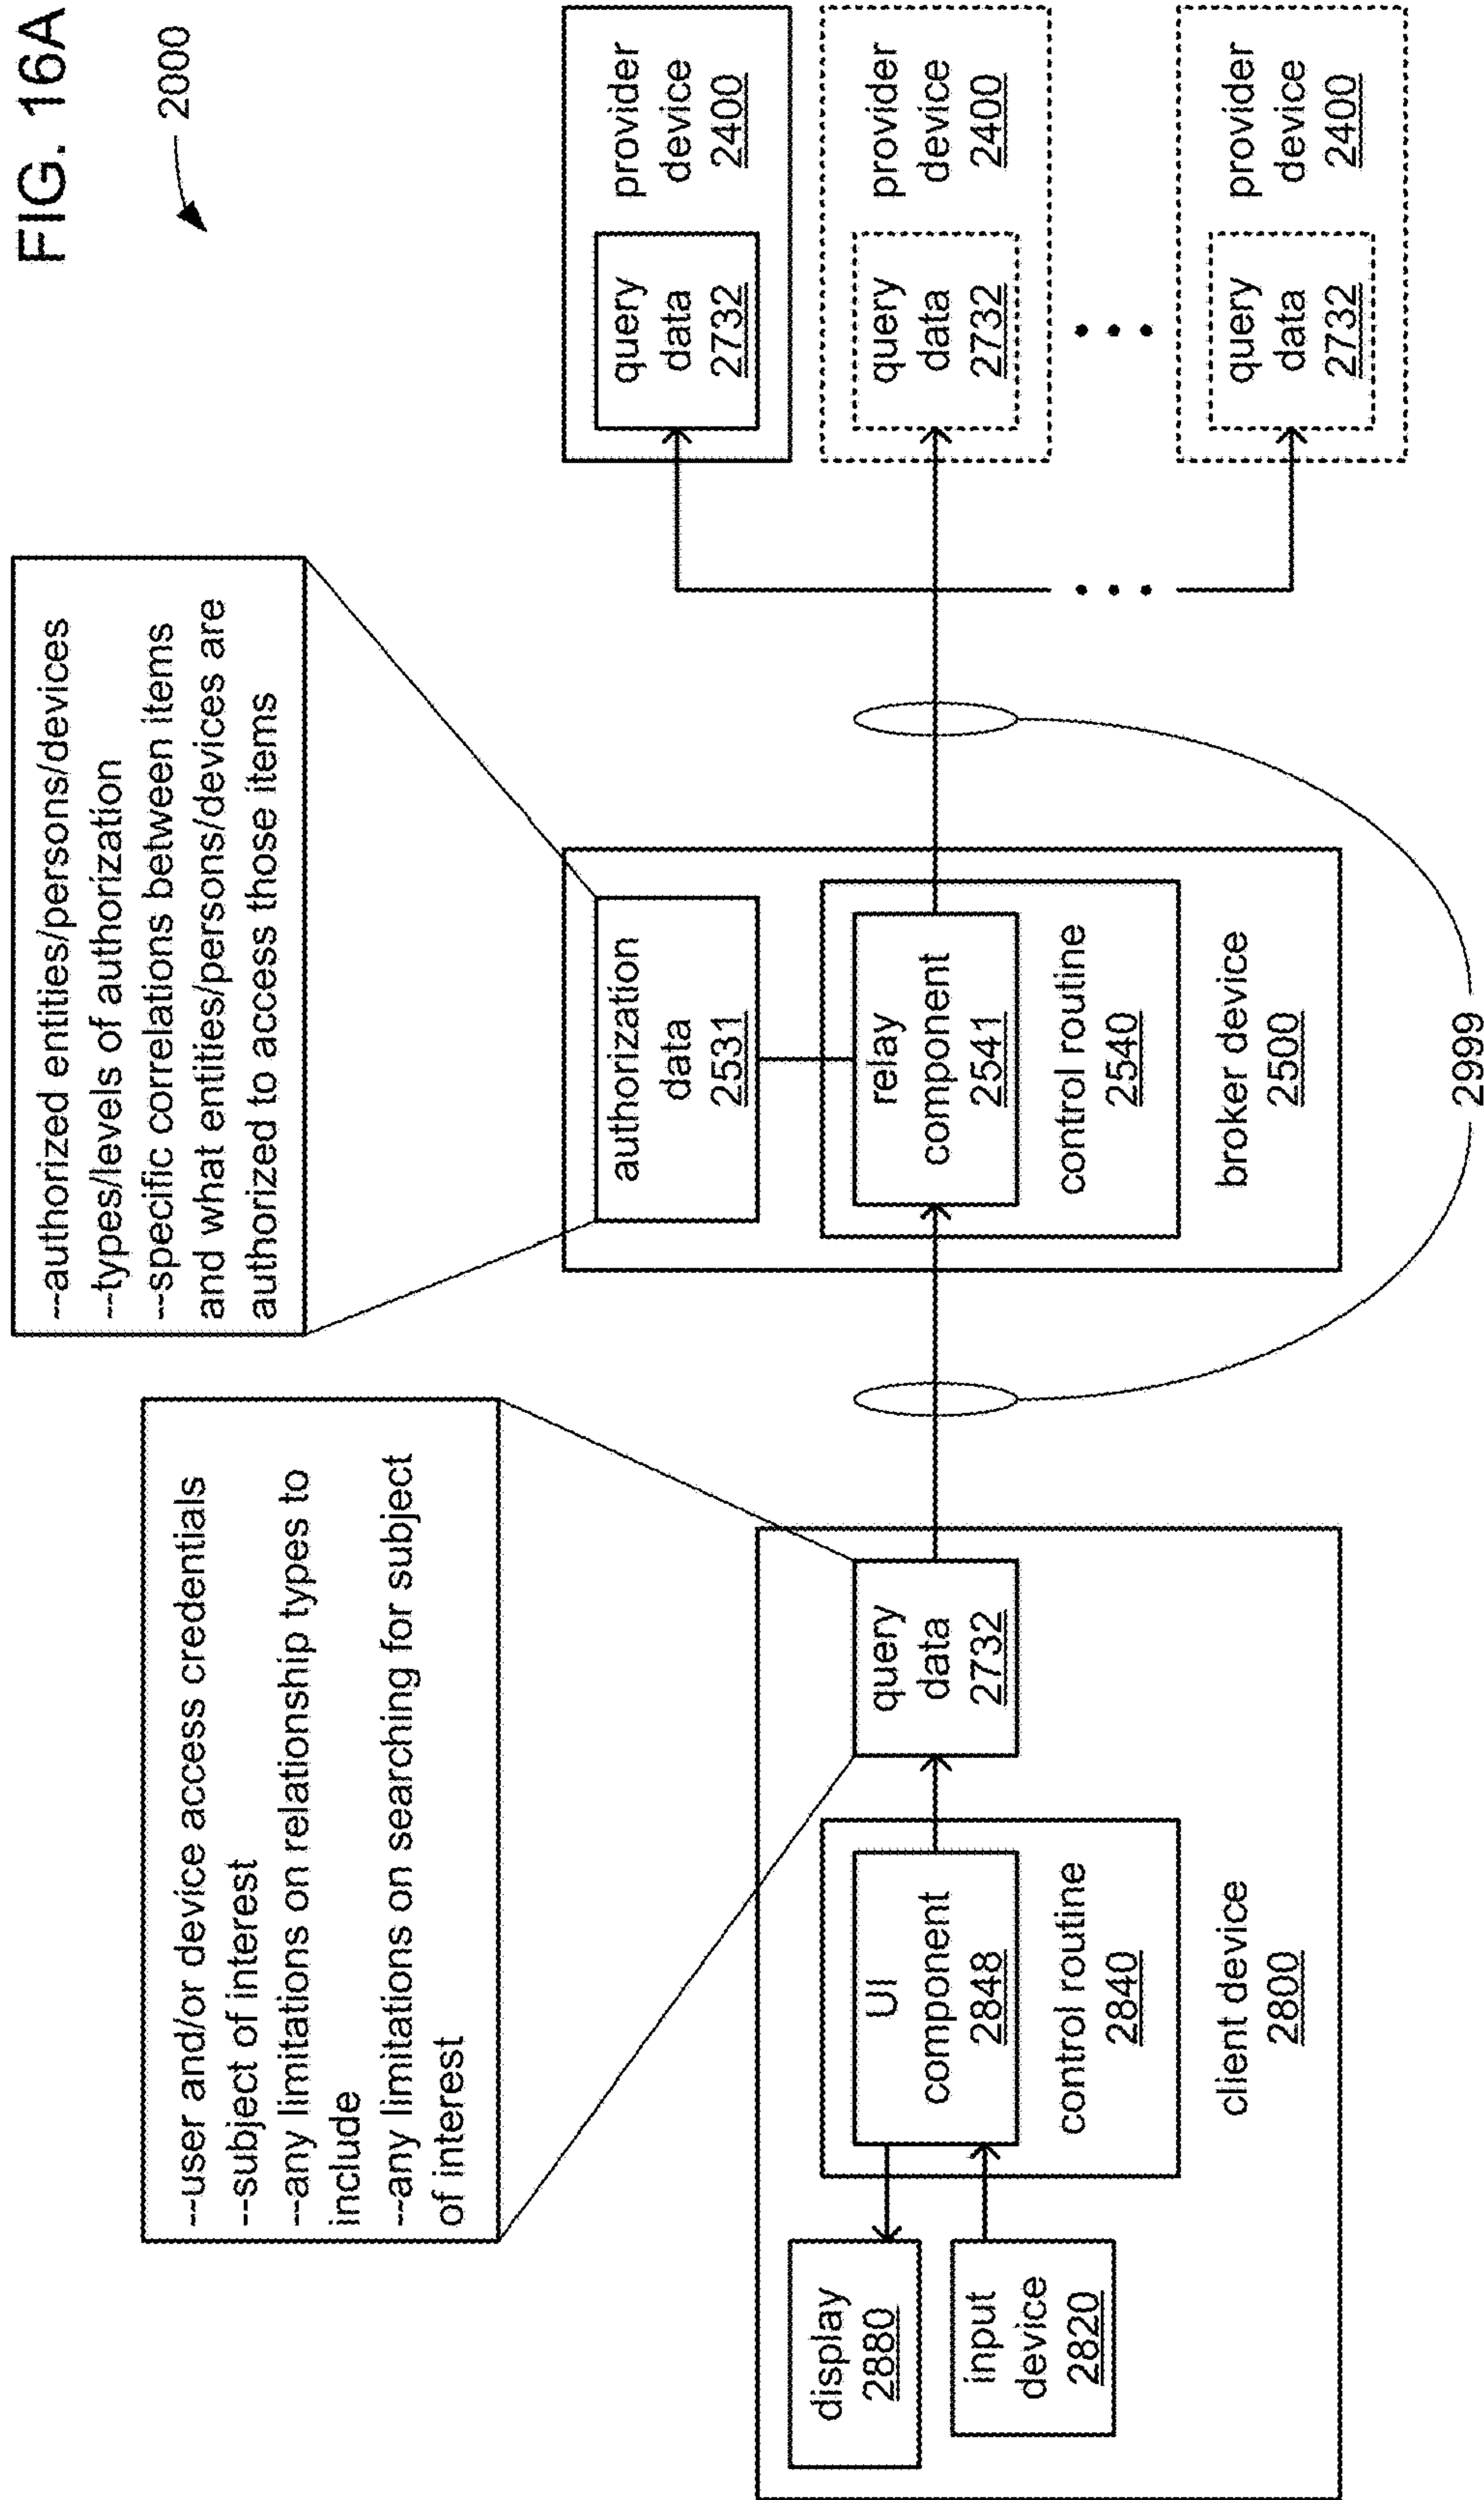 FIG. 16A
2000
--user and/or device access credentials
--subject of interest
--any limitations on relationship types to
include
--any limitations on searching for subject
of interest
--authorized entities/persons/devices
--types/levels of authorization
--specific correlations between items
and what entities/persons/devices are
authorized to access those items
display
2880
input
device
2820
UI
component
2848
control routine
2840
client device
2800
query
data
2732
authorization
data
2531
relay
component
2541
control routine
2540
broker device
2500
2999
query
data
2732
provider
device
2400
query
data
2732
provider
device
2400
query
data
2732
provider
device
2400